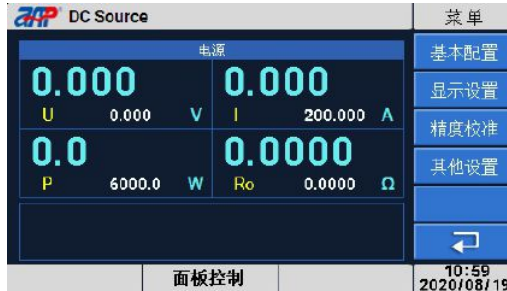 ZAP DC Source
菜单
电源
0.000
U 0.000 V
0.000
I 200.000 A
0.0
P 6000.0 W
0.0000
Ro 0.0000 Ω
基本配置
显示设置
精度校准
其他设置
面板控制
10:59
2020/08/19